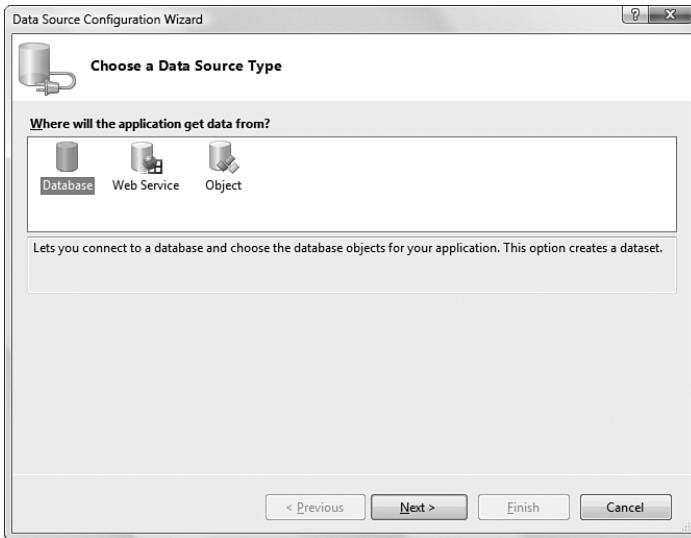 Data Source Configuration Wizard
Choose a Data Source Type
Where will the application get data from?
Database Web Service Object
Lets you connect to a database and choose the database objects for your application. This option creates a dataset.
< Previous Next > Finish Cancel